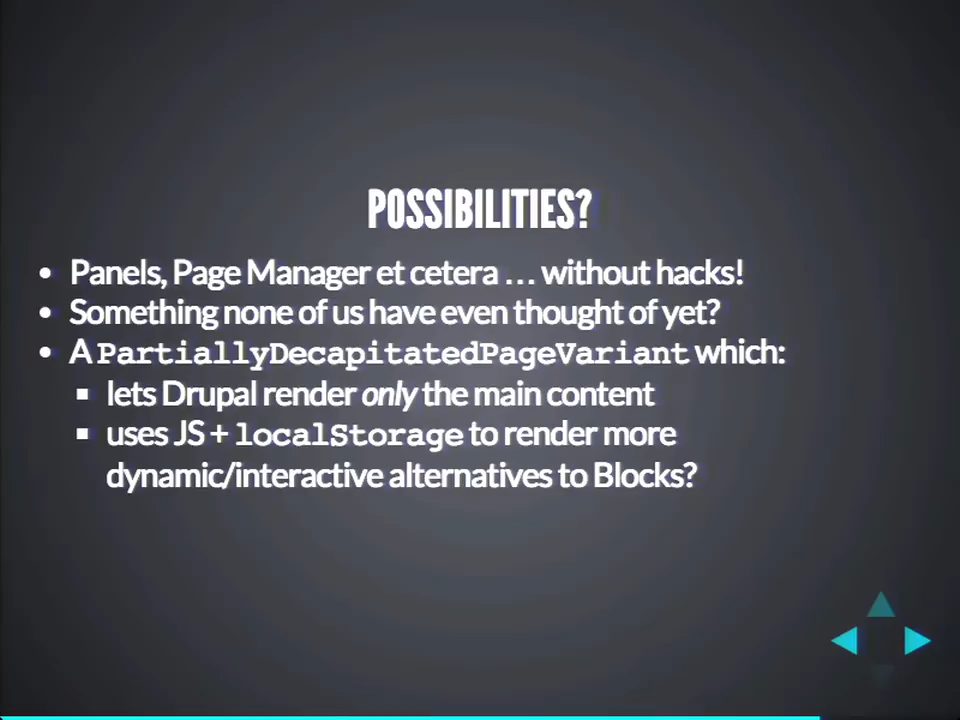 POSSIBILITIES?
• Panels, Page Manager et cetera … without hacks!
• Something none of us have even thought of yet?
• A PartiallyDecapitatedPageVariant which:
▪ lets Drupal render only the main content
▪ uses JS + localStorage to render more
dynamic/interactive alternatives to Blocks?